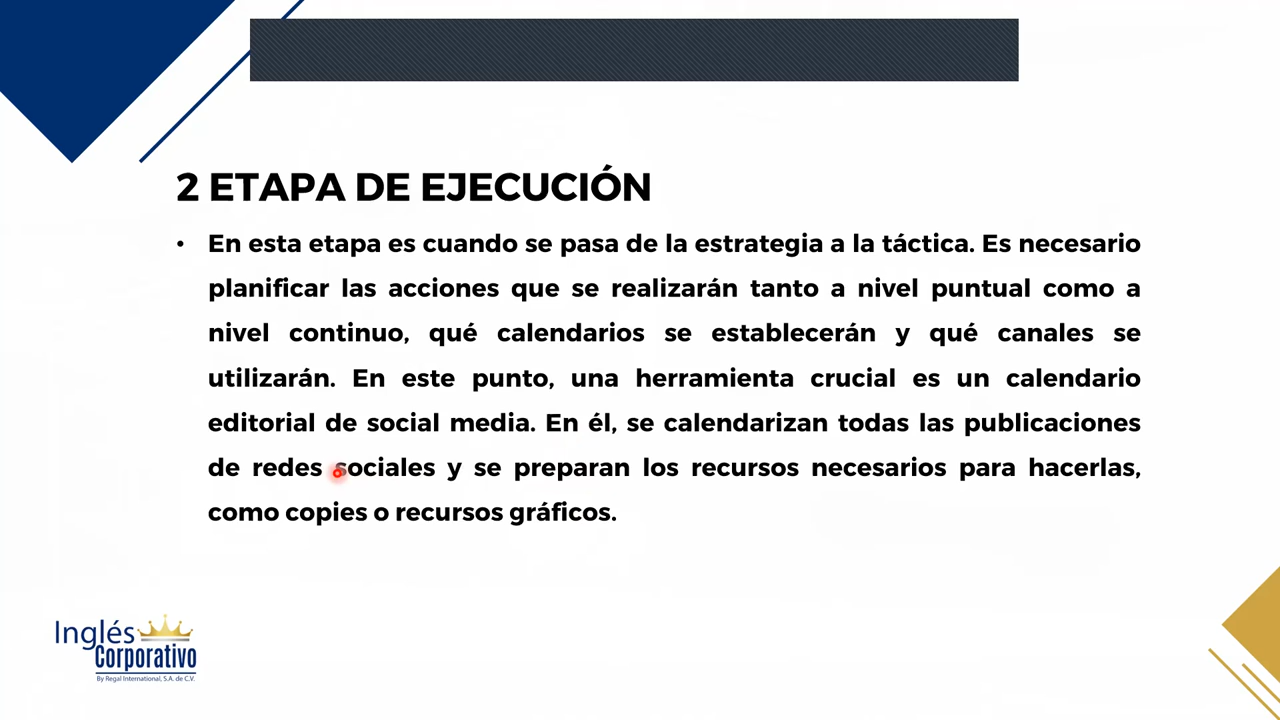 2 ETAPA DE EJECUCIÓN
• En esta etapa es cuando se pasa de la estrategia a la táctica. Es necesario
planificar las acciones que se realizarán tanto a nivel puntual como a
nivel continuo, qué calendarios se establecerán y qué canales se
utilizarán. En este punto, una herramienta crucial es un calendario
editorial de social media. En él, se calendarizan todas las publicaciones
de redes sociales y se preparan los recursos necesarios para hacerlas,
como copies o recursos gráficos.
Inglés
Corporativo
By Regal International, S.A. de C.V.